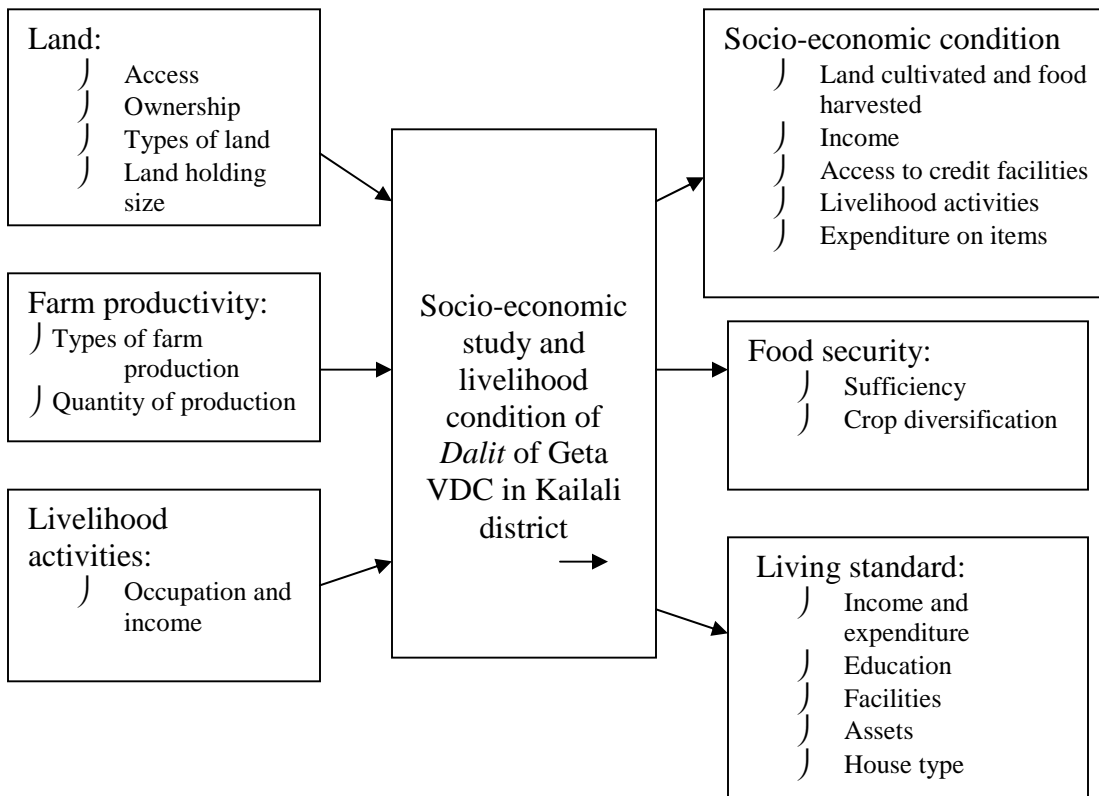 Land:
Access
Ownership
Types of land
Land holding
size
Farm productivity:
Types of farm
production
Quantity of production
Livelihood
activities:
Occupation and
income
Socio-economic
study and
livelihood
condition of
Dalit of Geta
VDC in Kailali
district
Socio-economic condition
Land cultivated and food
harvested
Income
Access to credit facilities
Livelihood activities
Expenditure on items
Food security:
Sufficiency
Crop diversification
Living standard:
Income and
expenditure
Education
Facilities
Assets
House type